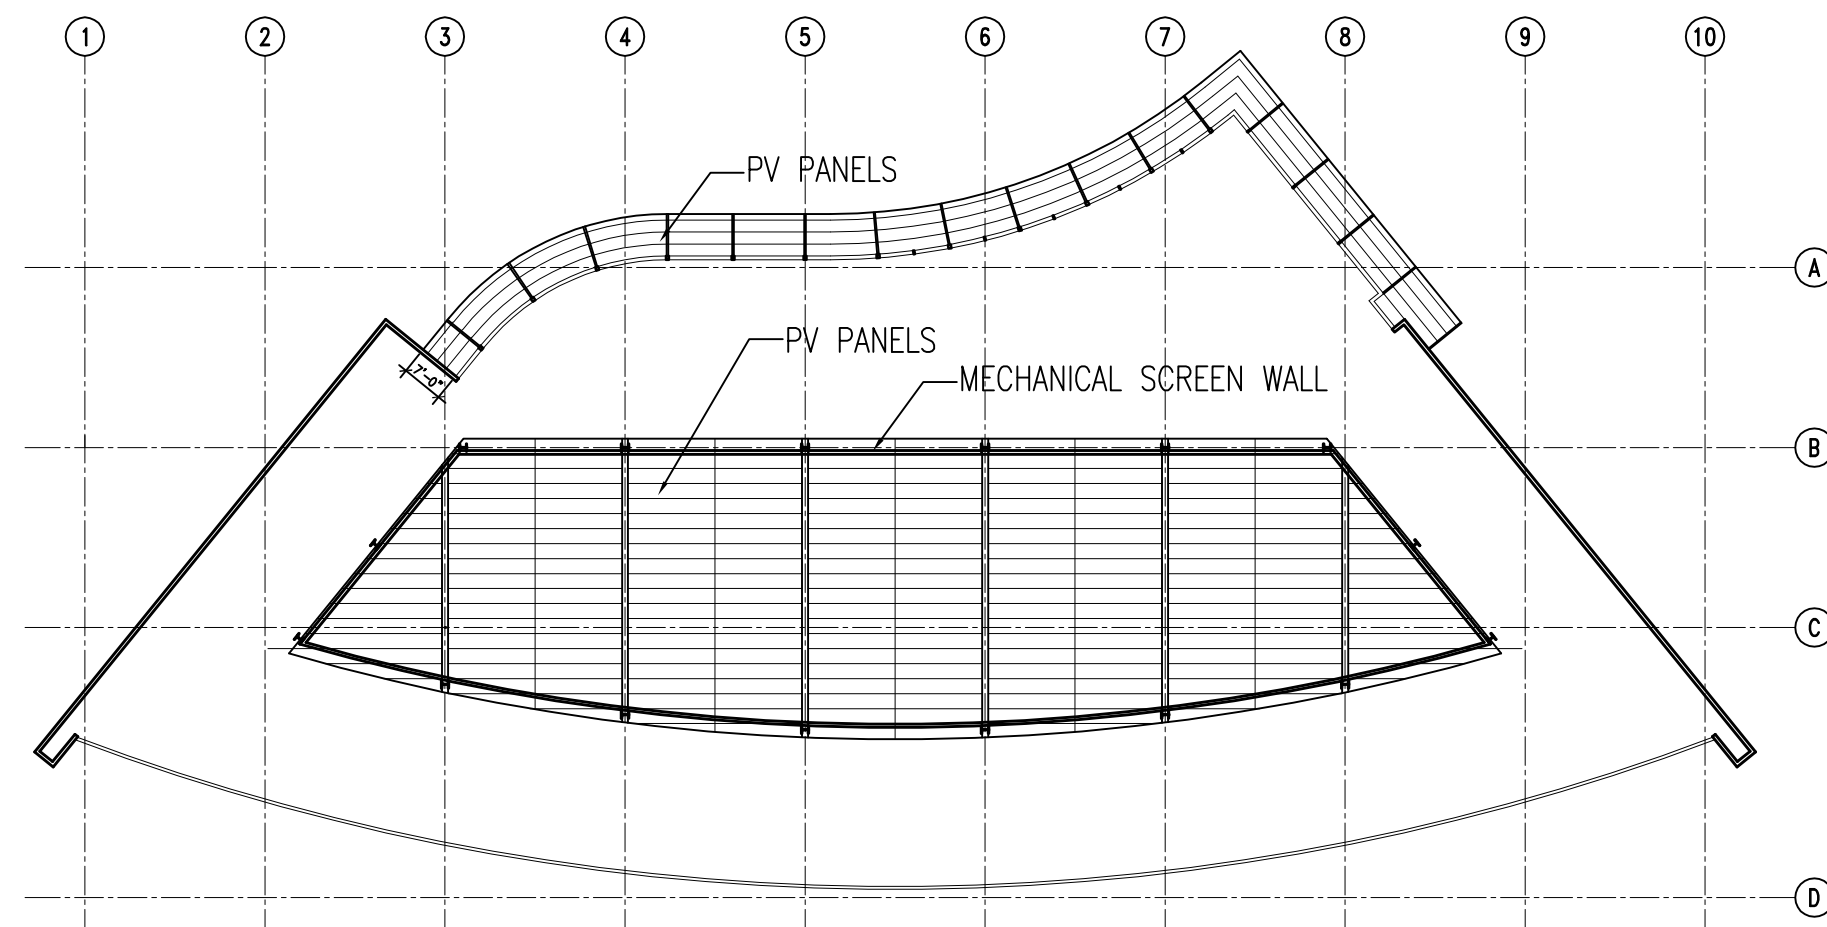 1 2 3 4 5 6 7 8 9 10
PV PANELS
A
PV PANELS
7'-0"
MECHANICAL SCREEN WALL
B
C
D